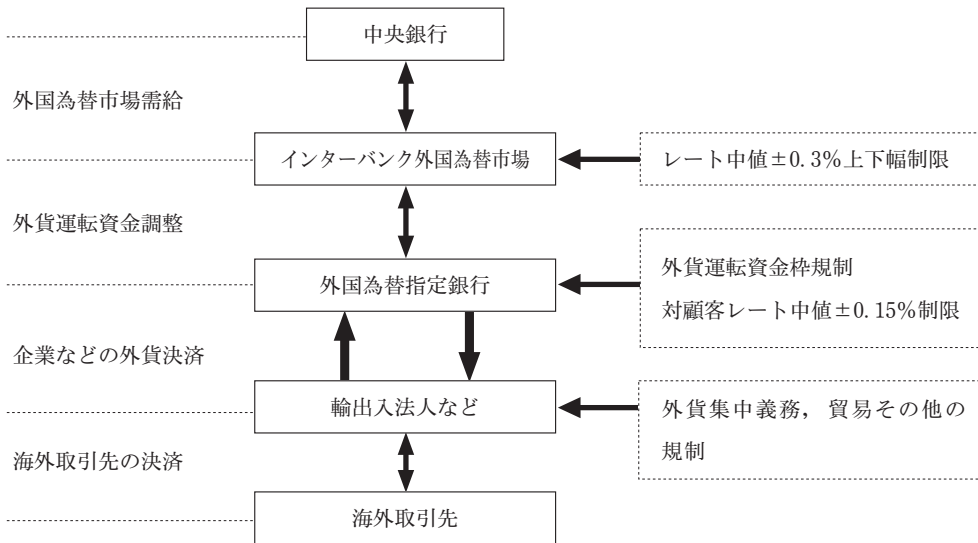 中央銀行
外国為替市場需給
インターバンク外国為替市場
レート中値±0.3%上下幅制限
外貨運転資金調整
外国為替指定銀行
外貨運転資金枠規制
対顧客レート中値±0.15%制限
企業などの外貨決済
輸出入法人など
外貨集中義務，貿易その他の
規制
海外取引先の決済
海外取引先